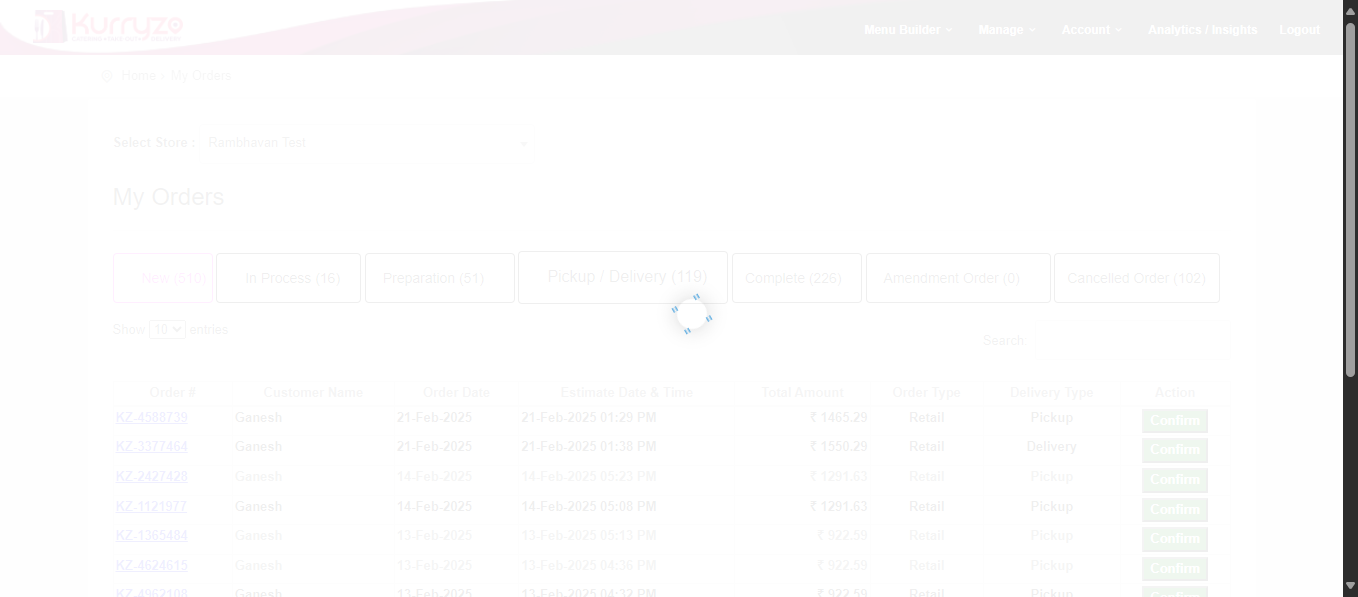 Kurryzo
Menu Builder Manage Account Analytics / Insights Logout
Home › My Orders
Select Store : Rambhavan Test
My Orders
New (510) In Process (16) Preparation (51) Pickup / Delivery (119) Complete (226) Amendment Order (0) Cancelled Order (102)
Show 10 entries
Search
Order # Customer Name Order Date Estimate Date & Time Total Amount Order Type Delivery Type Action
KZ-4588739 Ganesh 21-Feb-2025 21-Feb-2025 01:29 PM ₹ 1465.29 Retail Pickup Confirm
KZ-3377464 Ganesh 21-Feb-2025 21-Feb-2025 01:38 PM ₹ 1550.29 Retail Delivery Confirm
KZ-2427428 Ganesh 14-Feb-2025 14-Feb-2025 05:23 PM ₹ 1291.63 Retail Pickup Confirm
KZ-1121977 Ganesh 14-Feb-2025 14-Feb-2025 05:08 PM ₹ 1291.63 Retail Pickup Confirm
KZ-1365484 Ganesh 13-Feb-2025 13-Feb-2025 05:13 PM ₹ 922.59 Retail Pickup Confirm
KZ-4624615 Ganesh 13-Feb-2025 13-Feb-2025 04:36 PM ₹ 922.59 Retail Pickup Confirm
KZ-4962108 Ganesh 13-Feb-2025 13-Feb-2025 04:32 PM ₹ 922.59 Retail Pickup Confirm